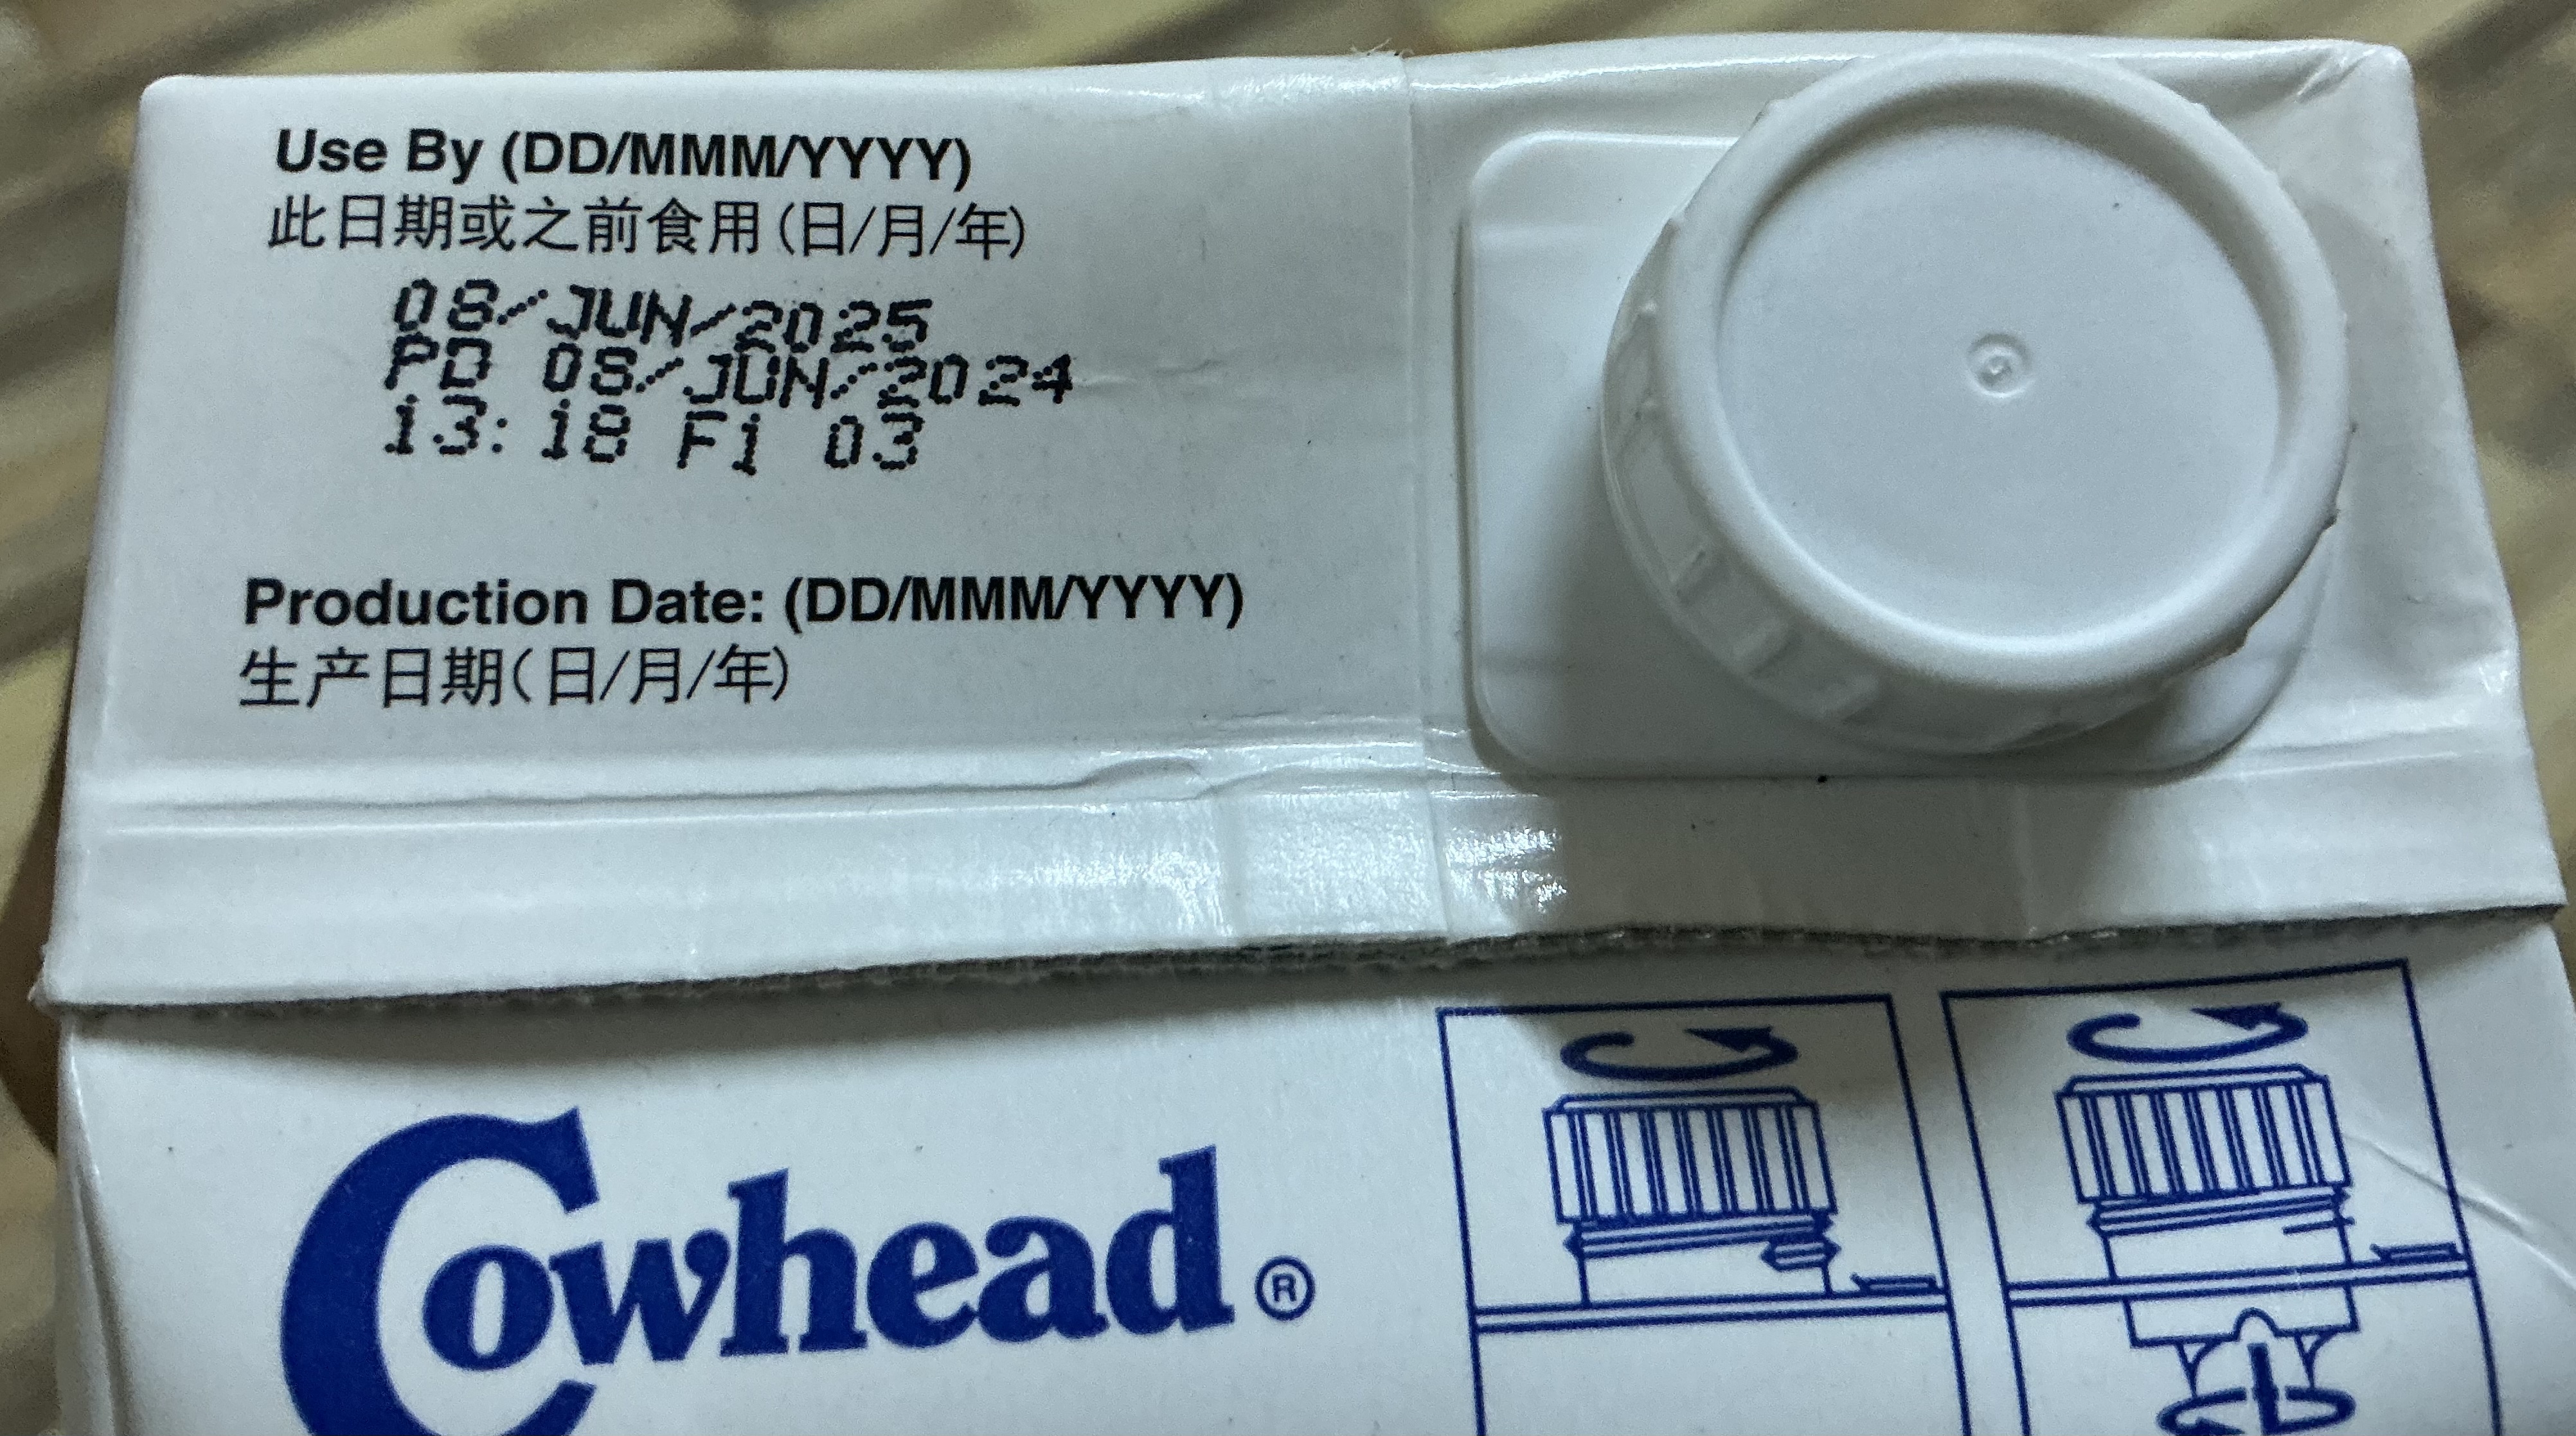 Use By (DD/MMM/YYYY)
此日期或之前食用(日/月/年)
08/JUN/2025
PD 08/JUN/2024
13:18 F1 03
Production Date: (DD/MMM/YYYY)
生产日期(日/月/年)
Cowhead®